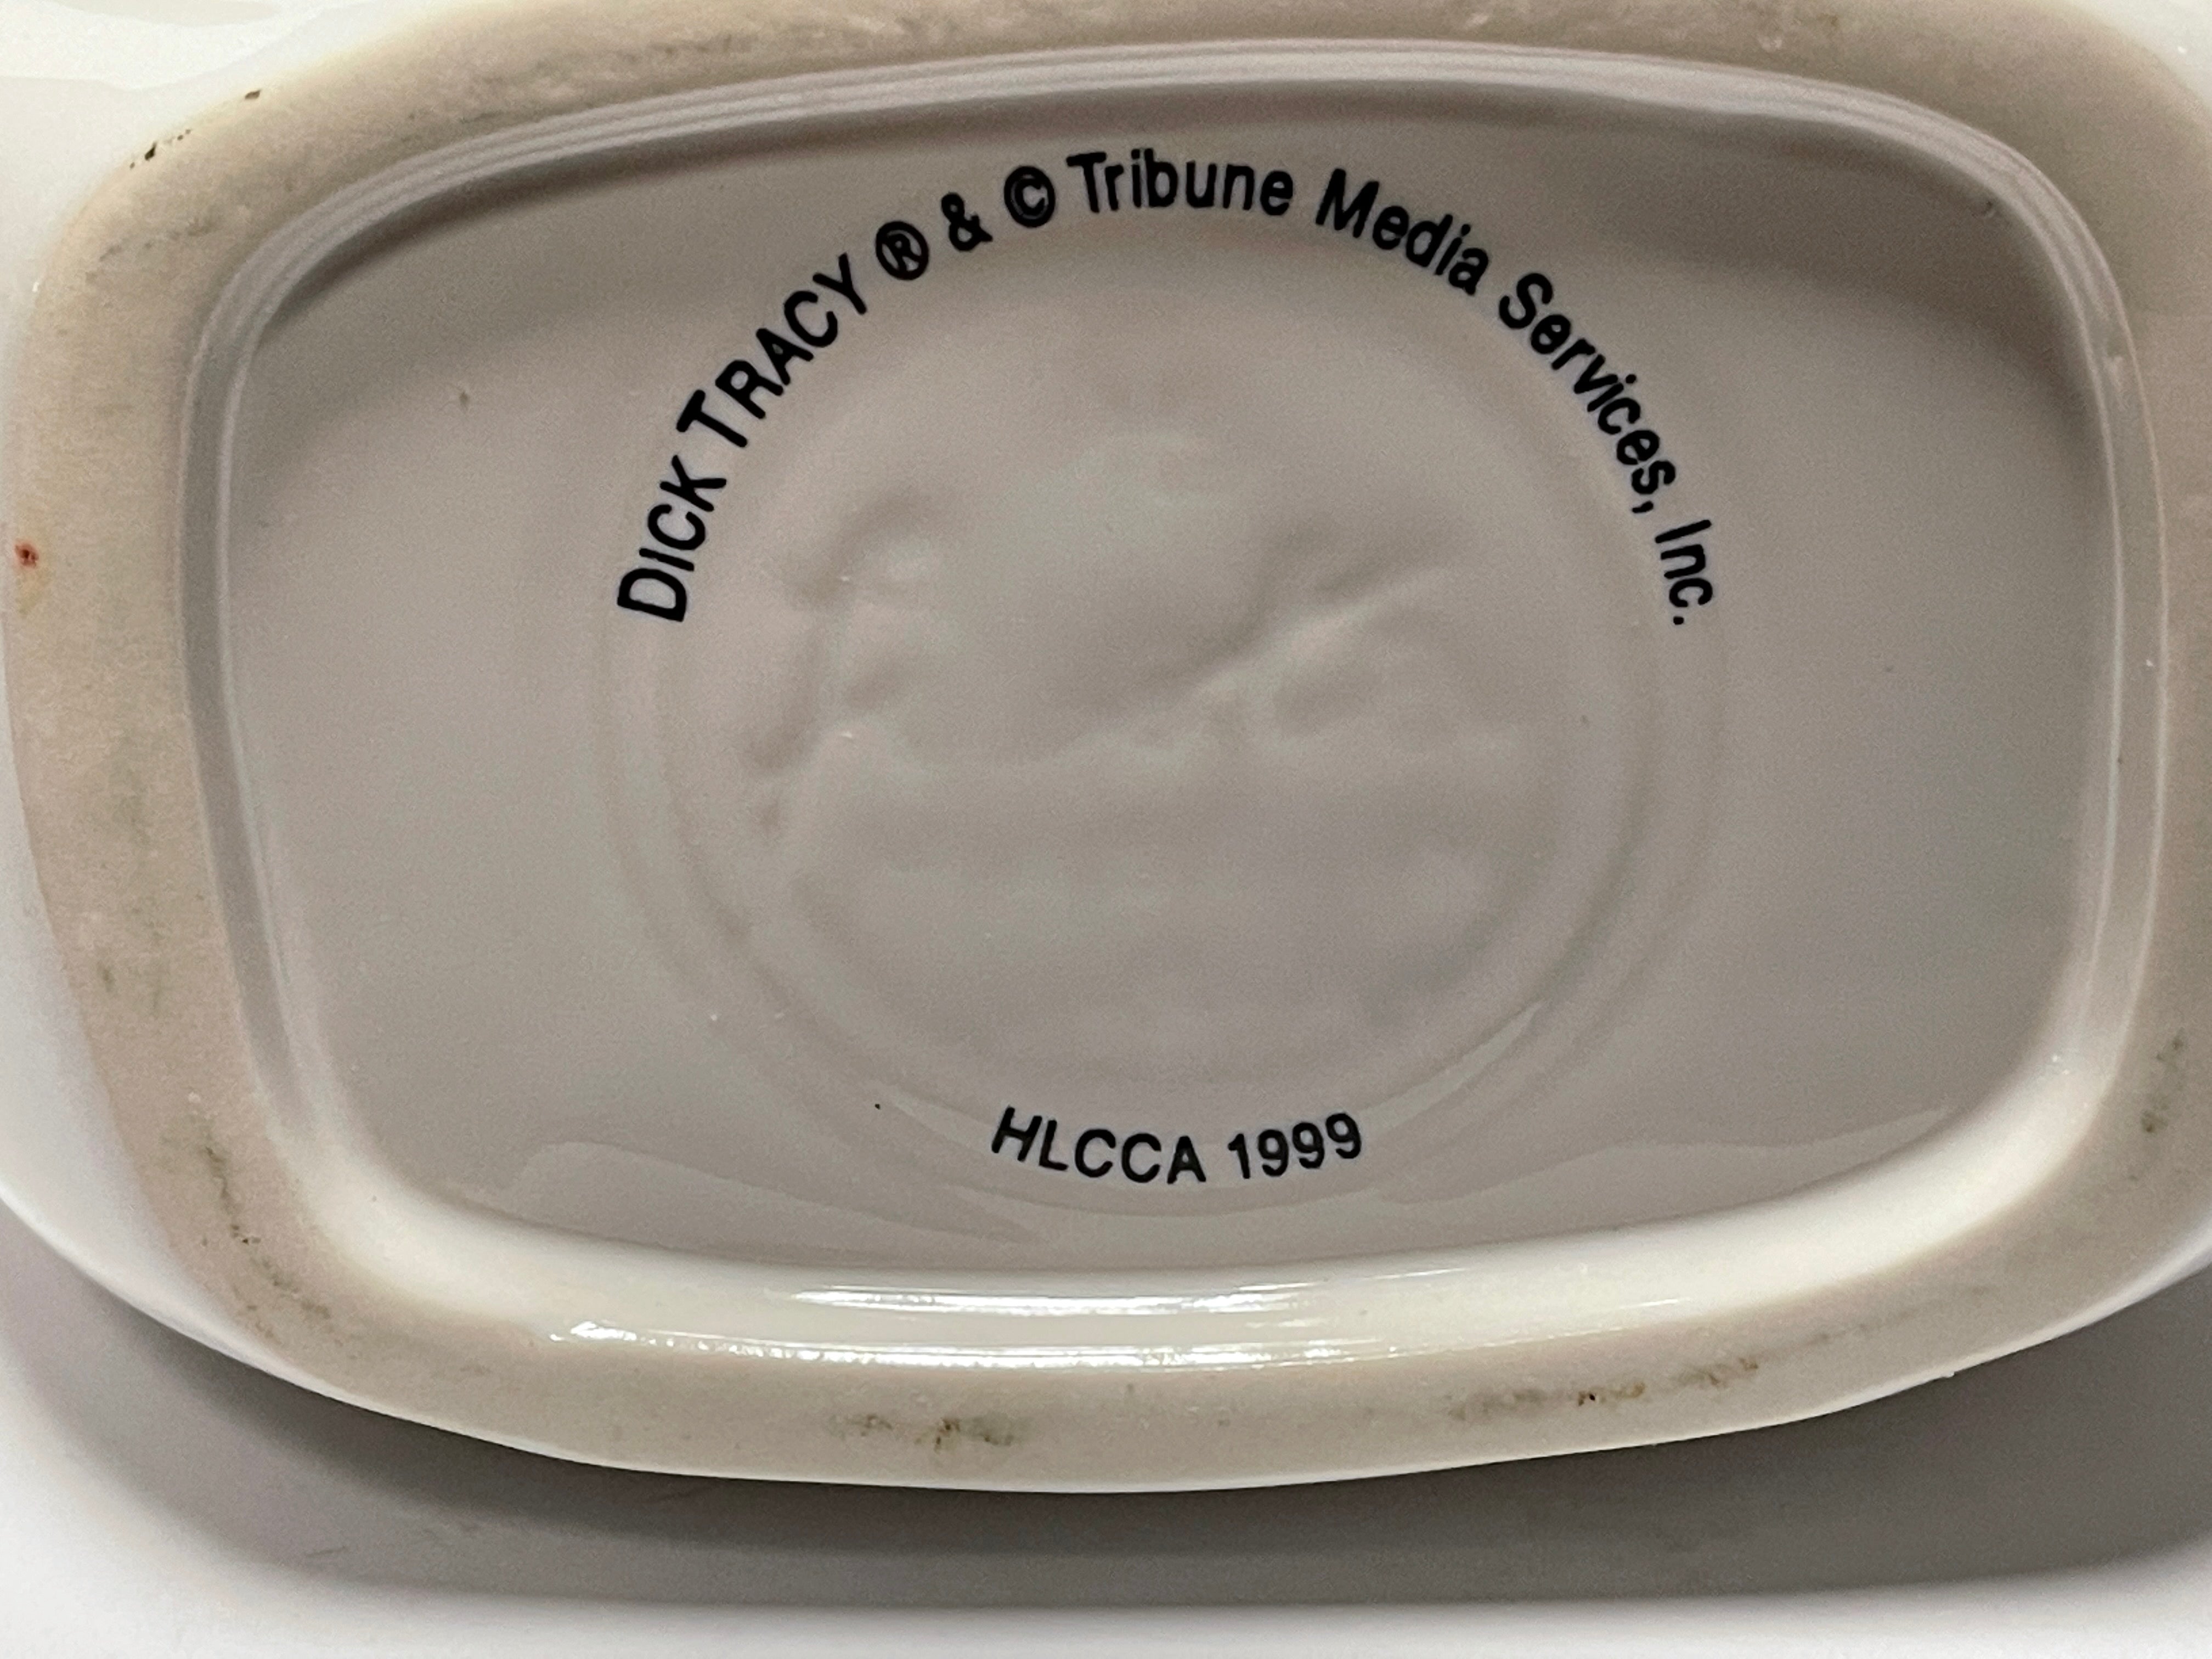 DICK TRACY ® & © Tribune Media Services, Inc.
HLCCA 1999